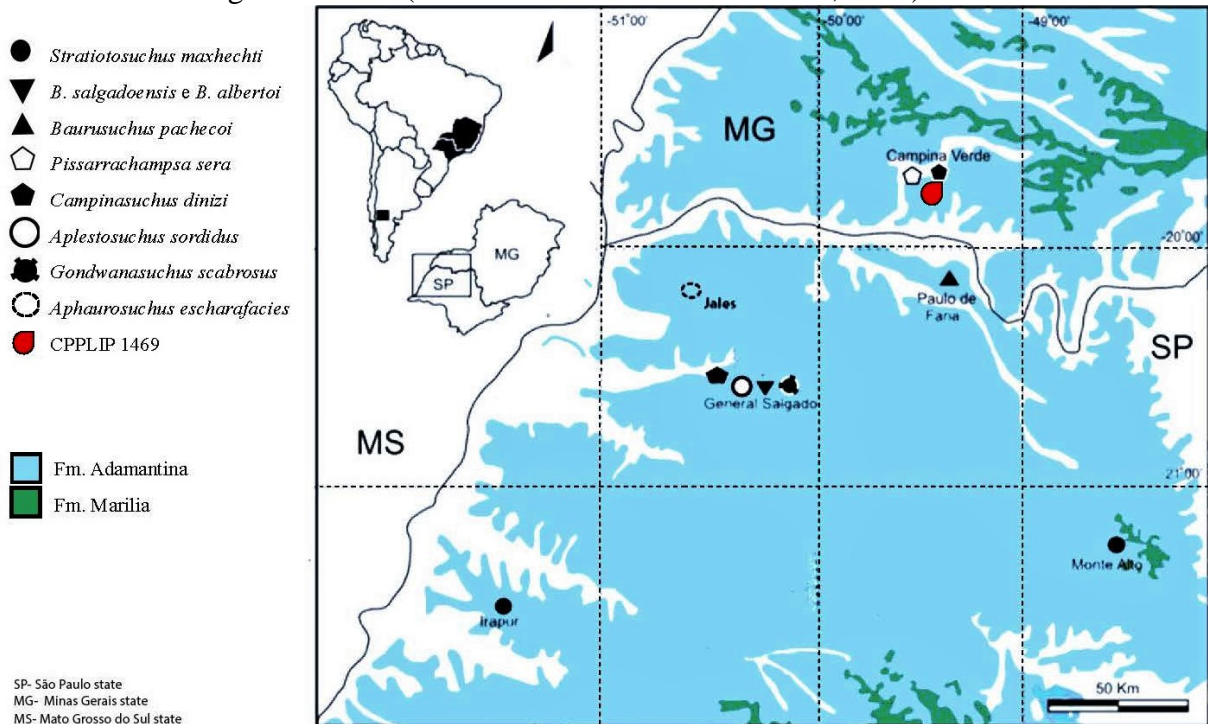 Stratiotosuchus maxhechti
B. salgadoensis e B. albertoi
Baurusuchus pachecoi
Pissarrachampsa sera
Campinasuchus dinizi
Aplestosuchus sordidus
Gondwanasuchus scabrosus
Aphaurosuchus escharafacies
CPPLIP 1469
Fm. Adamantina
Fm. Marilia
SP- São Paulo state
MG- Minas Gerais state
MS- Mato Grosso do Sul state
MG
SP
-51°00'
-50°00'
-49°00'
MG
Campina Verde
-20°00'
Jales
Paulo de
Faria
SP
General Salgado
MS
21°00'
Monte Alto
Irapur
50 Km